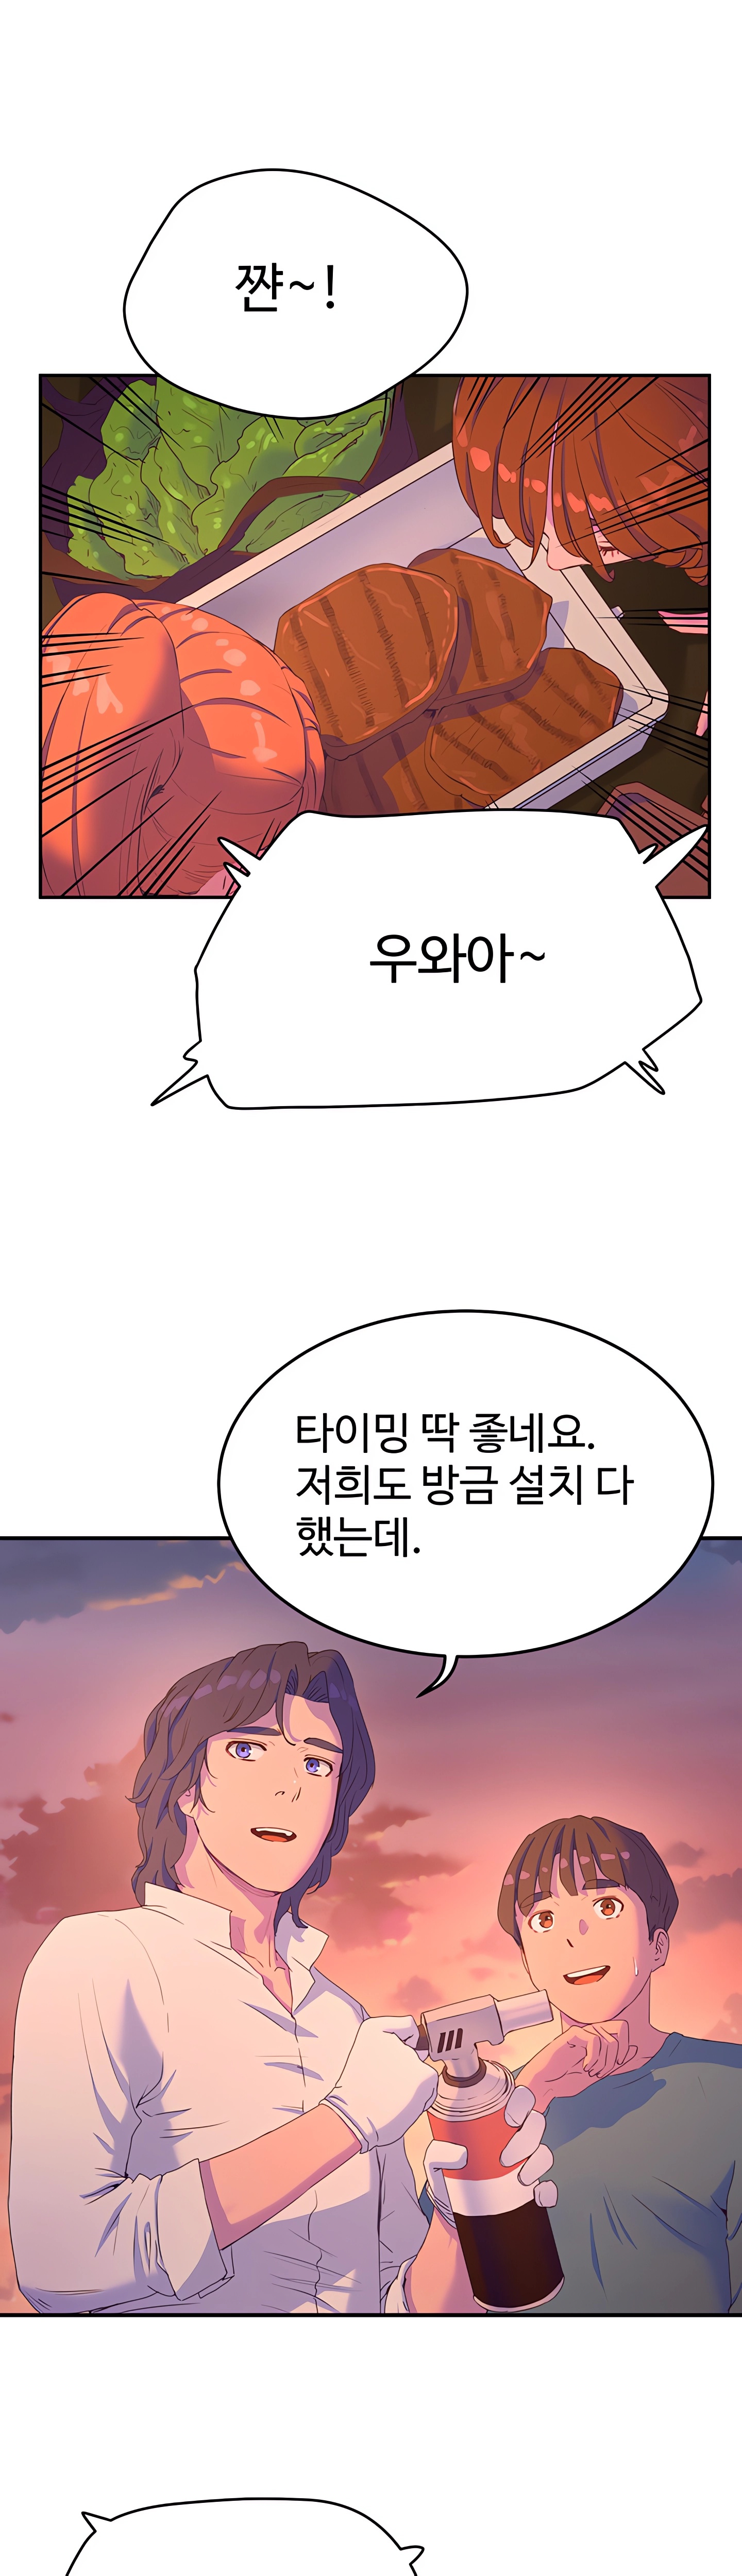 쨘~!
우와아~
타이밍 딱 좋네요.
저희도 방금 설치 다
했는데.